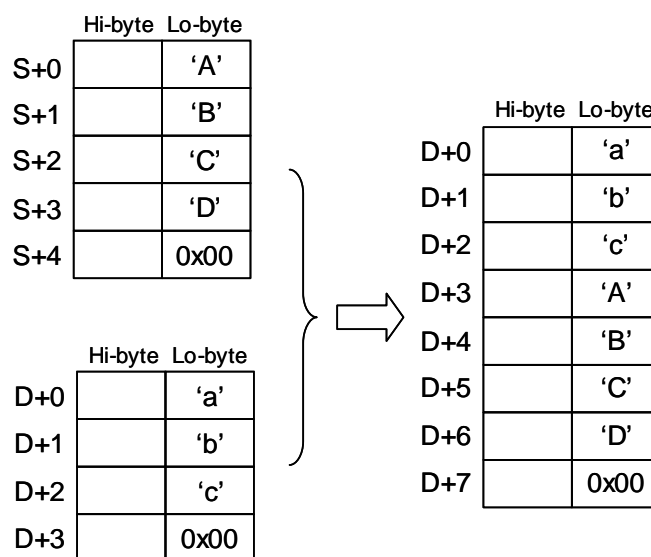 Hi-byte Lo-byte
S+0 ‘A’
S+1 ‘B’
S+2 ‘C’
S+3 ‘D’
S+4 0x00
Hi-byte Lo-byte
D+0 ‘a’
D+1 ‘b’
D+2 ‘c’
D+3 0x00
Hi-byte Lo-byte
D+0 ‘a’
D+1 ‘b’
D+2 ‘c’
D+3 ‘A’
D+4 ‘B’
D+5 ‘C’
D+6 ‘D’
D+7 0x00